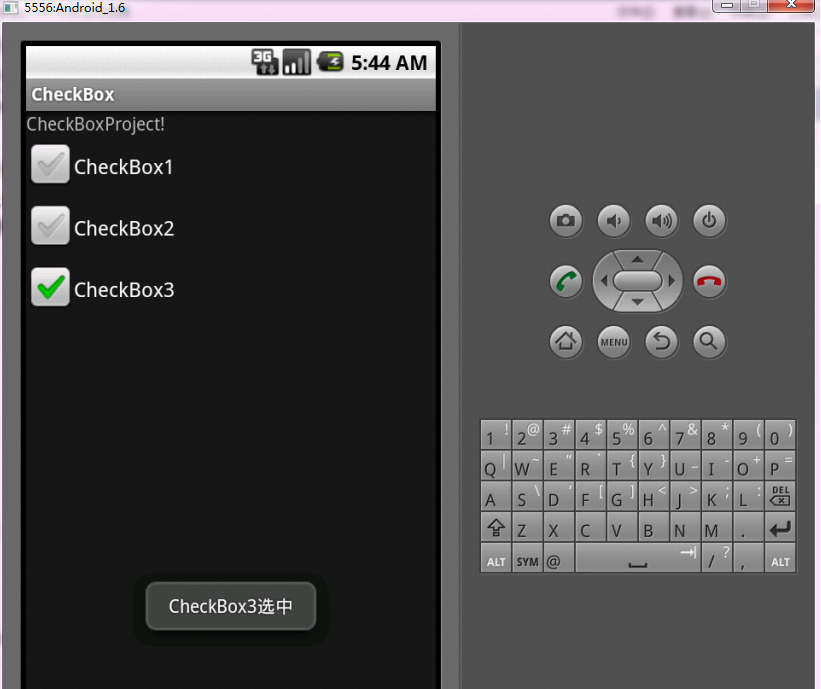 5556:Android_1.6
3G
5:44 AM
CheckBox
CheckBoxProject!
CheckBox1
CheckBox2
CheckBox3
CheckBox3选中
MENU
1 ! 2 @ 3 # 4 $ 5 % 6 ^ 7 & 8 * 9 ( 0 )
Q | W ~ E " R ` T { Y } U _ I - O + P =
A S \ D ' F [ G ] H < J > K ; L : DEL
Z X C V B N M .
ALT SYM @ / ? , ALT